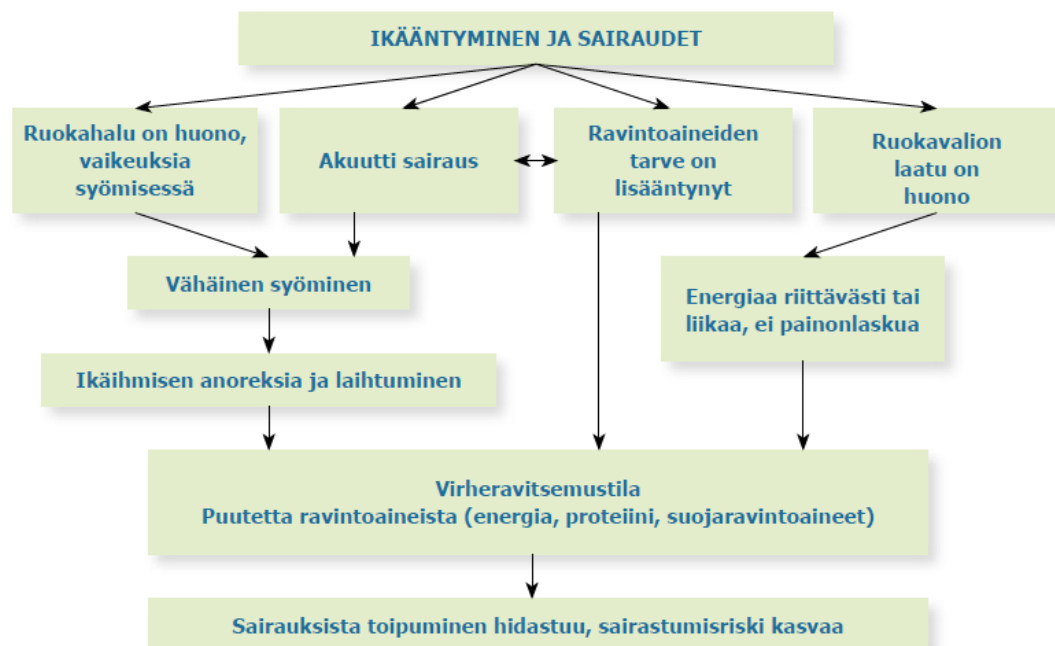 IKÄÄNTYMINEN JA SAIRAUDET
Ruokahalu on huono,
vaikeuksia
syömisessä
Akuutti sairaus
Ravintoaineiden
tarve on
lisääntynyt
Ruokavalion
laatu on
huono
Vähäinen syöminen
Energiaa riittävästi tai
liikaa, ei painonlaskua
Ikäihmisen anoreksia ja laihtuminen
Virheravitsemustila
Puutetta ravintoaineista (energia, proteiini, suojaravintoaineet)
Sairauksista toipuminen hidastuu, sairastumisriski kasvaa